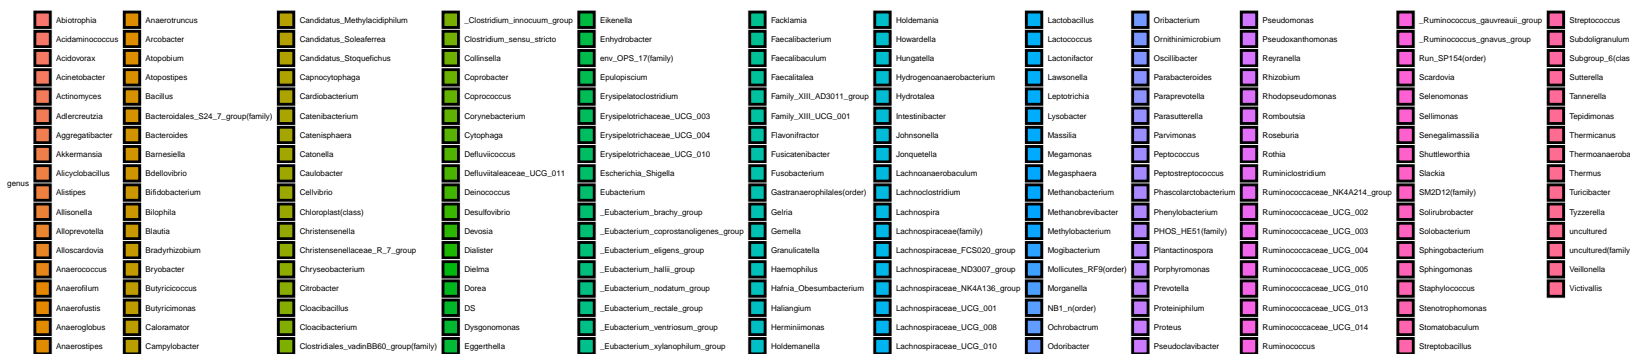 genus
Abiotrophia
Acidaminococcus
Acidovorax
Acinetobacter
Actinomyces
Adlercreutzia
Aggregatibacter
Akkermansia
Alicyclobacillus
Alistipes
Allisonella
Alloprevotella
Alloscardovia
Anaerococcus
Anaerofilum
Anaerofustis
Anaeroglobus
Anaerostipes
Anaerotruncus
Arcobacter
Atopobium
Atopostipes
Bacillus
Bacteroidales_S24_7_group(family)
Bacteroides
Barnesiella
Bdellovibrio
Bifidobacterium
Bilophila
Blautia
Bradyrhizobium
Bryobacter
Butyricicoccus
Butyricimonas
Caloramator
Campylobacter
Candidatus_Methylacidiphilum
Candidatus_Soleaferrea
Candidatus_Stoquefichus
Capnocytophaga
Cardiobacterium
Catenibacterium
Catenisphaera
Catonella
Caulobacter
Cellvibrio
Chloroplast(class)
Christensenella
Christensenellaceae_R_7_group
Chryseobacterium
Citrobacter
Cloacibacillus
Cloacibacterium
Clostridiales_vadinBB60_group(family)
_Clostridium_innocuum_group
Clostridium_sensu_stricto
Collinsella
Coprobacter
Coprococcus
Corynebacterium
Cytophaga
Defluviicoccus
Defluviitaleaceae_UCG_011
Deinococcus
Desulfovibrio
Devosia
Dialister
Dielma
Dorea
DS
Dysgonomonas
Eggerthella
Eikenella
Enhydrobacter
env_OPS_17(family)
Epulopiscium
Erysipelatoclostridium
Erysipelotrichaceae_UCG_003
Erysipelotrichaceae_UCG_004
Erysipelotrichaceae_UCG_010
Escherichia_Shigella
Eubacterium
_Eubacterium_brachy_group
_Eubacterium_coprostanoligenes_group
_Eubacterium_eligens_group
_Eubacterium_hallii_group
_Eubacterium_nodatum_group
_Eubacterium_rectale_group
_Eubacterium_ventriosum_group
_Eubacterium_xylanophilum_group
Facklamia
Faecalibacterium
Faecalibaculum
Faecalitalea
Family_XIII_AD3011_group
Family_XIII_UCG_001
Flavonifractor
Fusicatenibacter
Fusobacterium
Gastranaerophilales(order)
Gelria
Gemella
Granulicatella
Haemophilus
Hafnia_Obesumbacterium
Haliangium
Herminiimonas
Holdemanella
Holdemania
Howardella
Hungatella
Hydrogenoanaerobacterium
Hydrotalea
Intestinibacter
Johnsonella
Jonquetella
Lachnoanaerobaculum
Lachnoclostridium
Lachnospira
Lachnospiraceae(family)
Lachnospiraceae_FCS020_group
Lachnospiraceae_ND3007_group
Lachnospiraceae_NK4A136_group
Lachnospiraceae_UCG_001
Lachnospiraceae_UCG_008
Lachnospiraceae_UCG_010
Lactobacillus
Lactococcus
Lactonifactor
Lawsonella
Leptotrichia
Lysobacter
Massilia
Megamonas
Megasphaera
Methanobacterium
Methanobrevibacter
Methylobacterium
Mogibacterium
Mollicutes_RF9(order)
Morganella
NB1_n(order)
Ochrobactrum
Odoribacter
Oribacterium
Ornithinimicrobium
Oscillibacter
Parabacteroides
Paraprevotella
Parasutterella
Parvimonas
Peptococcus
Peptostreptococcus
Phascolarctobacterium
Phenylobacterium
PHOS_HE51(family)
Plantactinospora
Porphyromonas
Prevotella
Proteiniphilum
Proteus
Pseudoclavibacter
Pseudomonas
Pseudoxanthomonas
Reyranella
Rhizobium
Rhodopseudomonas
Romboutsia
Roseburia
Rothia
Ruminiclostridium
Ruminococcaceae_NK4A214_group
Ruminococcaceae_UCG_002
Ruminococcaceae_UCG_003
Ruminococcaceae_UCG_004
Ruminococcaceae_UCG_005
Ruminococcaceae_UCG_010
Ruminococcaceae_UCG_013
Ruminococcaceae_UCG_014
Ruminococcus
_Ruminococcus_gauvreauii_group
_Ruminococcus_gnavus_group
Run_SP154(order)
Scardovia
Selenomonas
Sellimonas
Senegalimassilia
Shuttleworthia
Slackia
SM2D12(family)
Solirubrobacter
Solobacterium
Sphingobacterium
Sphingomonas
Staphylococcus
Stenotrophomonas
Stomatobaculum
Streptobacillus
Streptococcus
Subdoligranulum
Subgroup_6(clas
Sutterella
Tannerella
Tepidimonas
Thermicanus
Thermoanaeroba
Thermus
Turicibacter
Tyzzerella
uncultured
uncultured(family
Veillonella
Victivallis